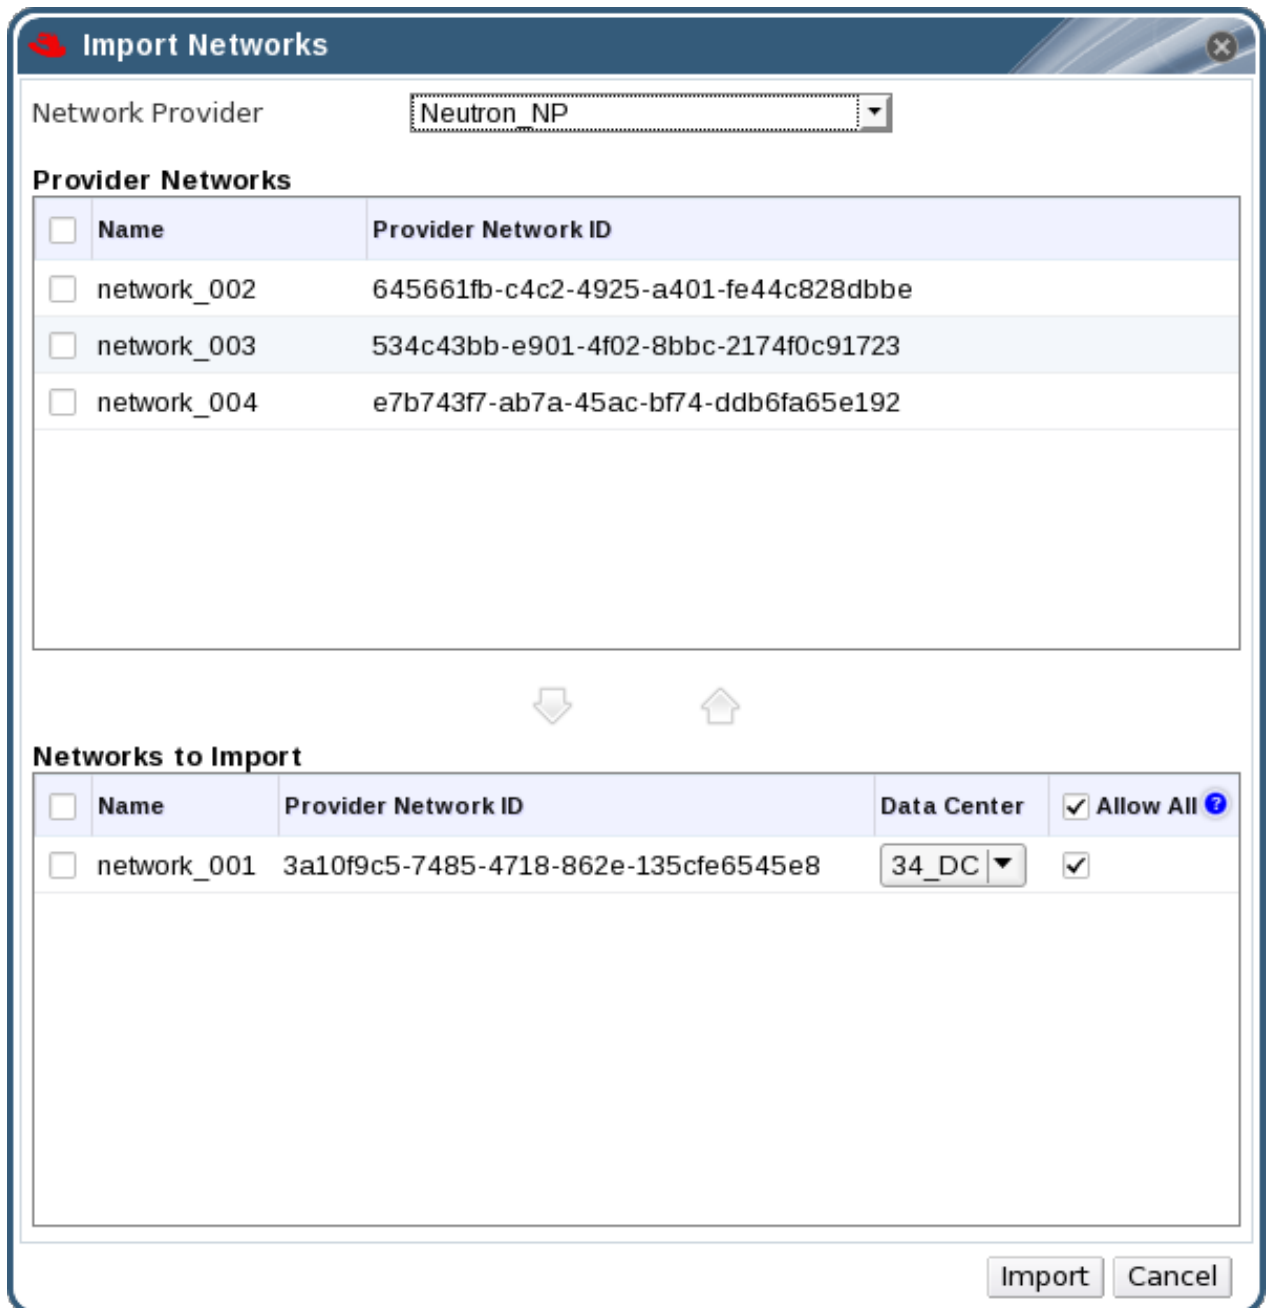 Import Networks
Network Provider Neutron_NP
Provider Networks
Name Provider Network ID
network_002 645661fb-c4c2-4925-a401-fe44c828dbbe
network_003 534c43bb-e901-4f02-8bbc-2174f0c91723
network_004 e7b743f7-ab7a-45ac-bf74-ddb6fa65e192
Networks to Import
Name Provider Network ID Data Center Allow All ?
network_001 3a10f9c5-7485-4718-862e-135cfe6545e8 34_DC
Import Cancel